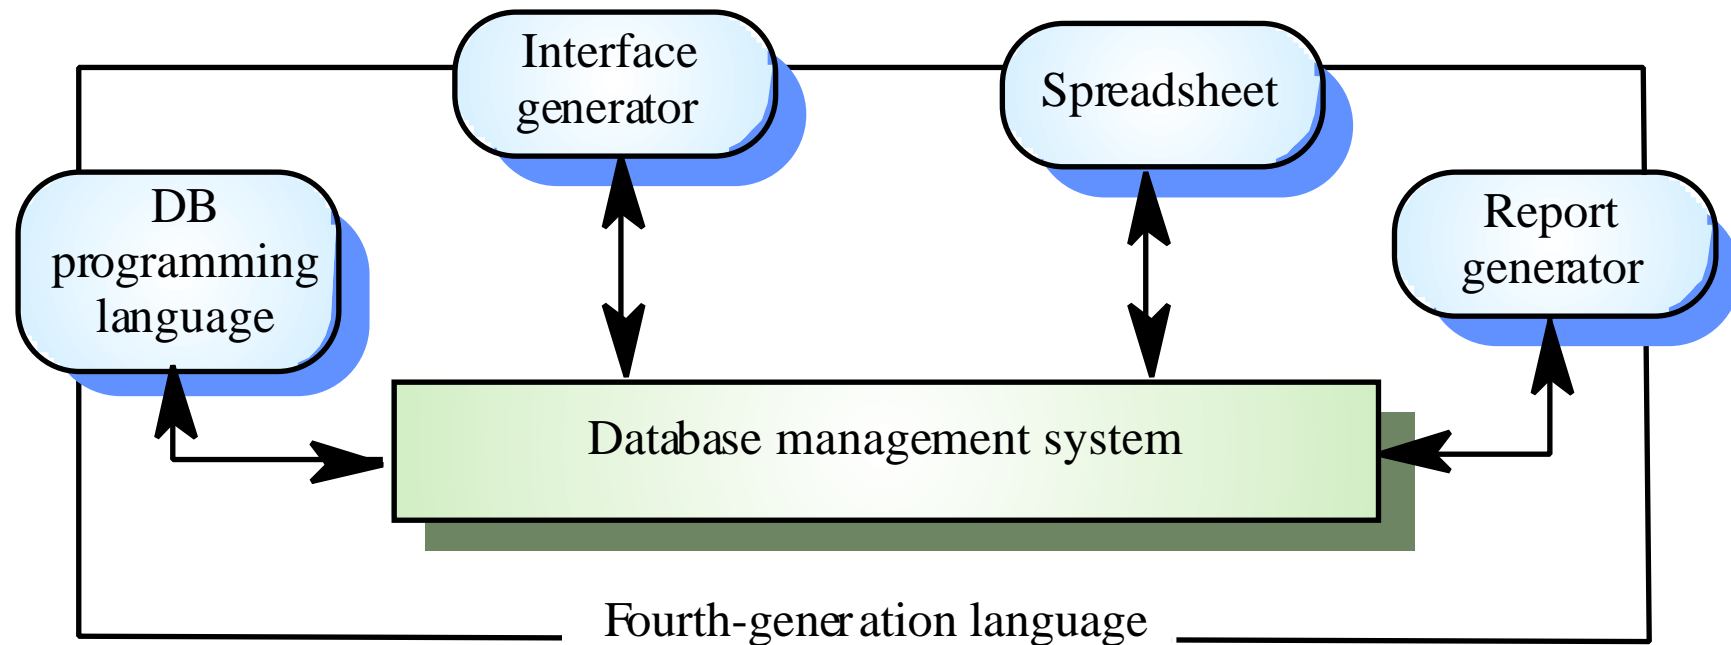 Interface
generator
Spreadsheet
DB
programming
language
Report
generator
Database management system
Fourth-generation language